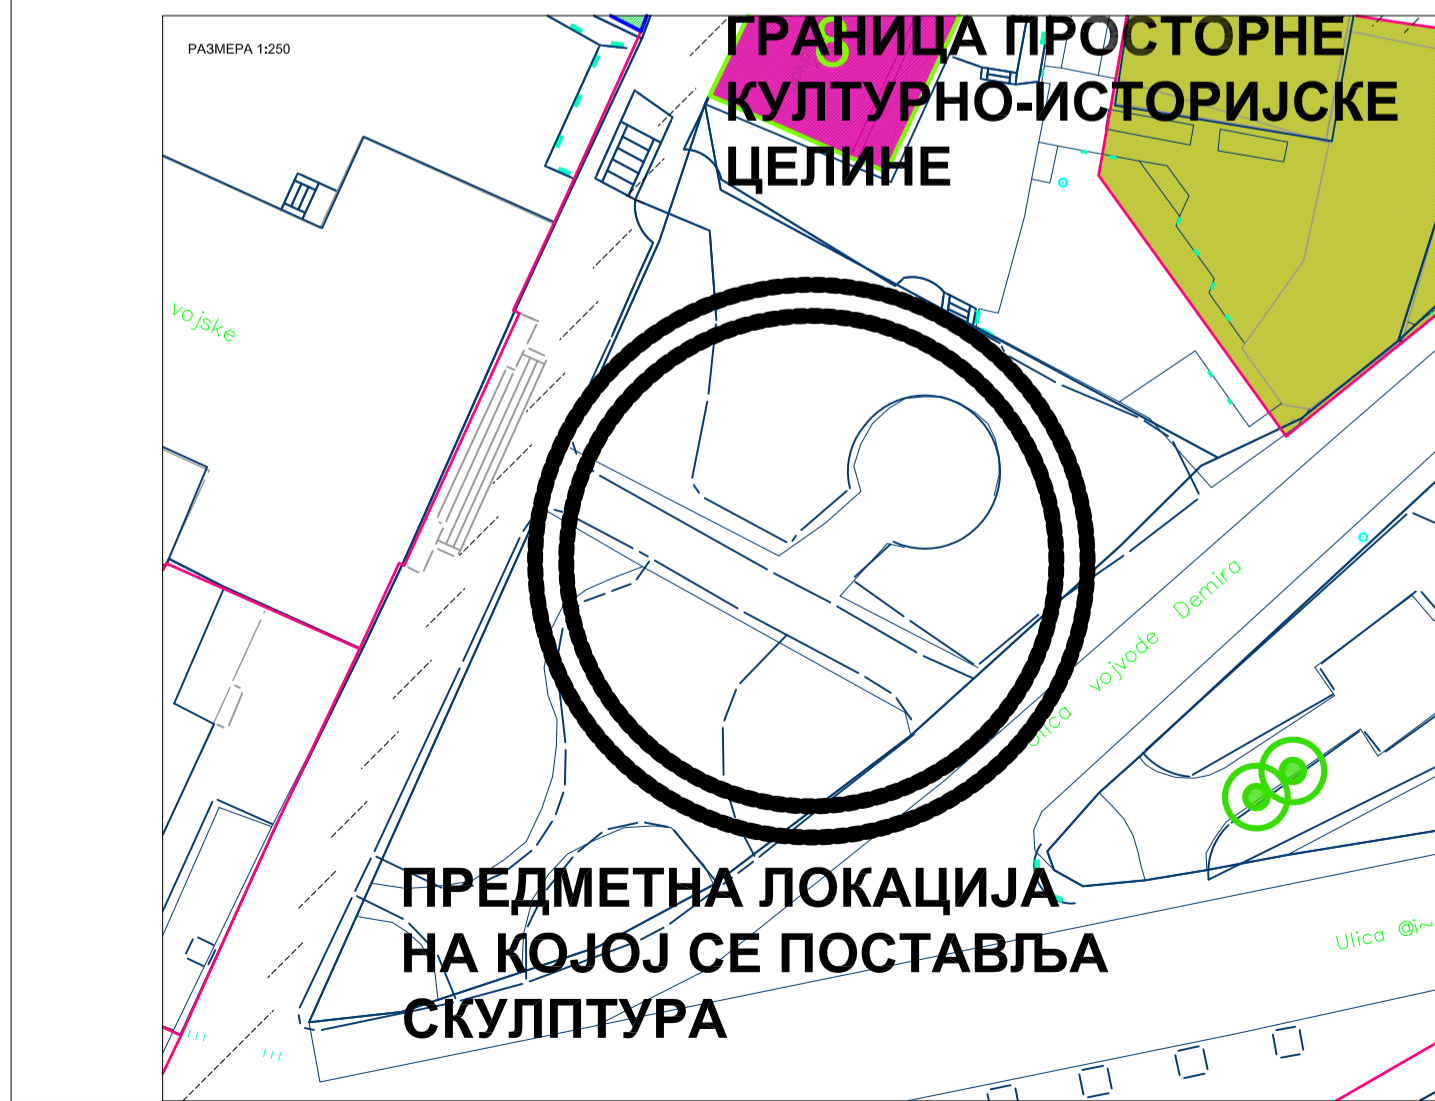 РАЗМЕРА 1:250
ГРАНИЦА ПРОСТОРНЕ
КУЛТУРНО-ИСТОРИЈСКЕ
ЦЕЛИНЕ
8
vojske
Ulica vojvode Demira
ПРЕДМЕТНА ЛОКАЦИЈА
НА КОЈОЈ СЕ ПОСТАВЉА
СКУЛПТУРА
Ulica @i~